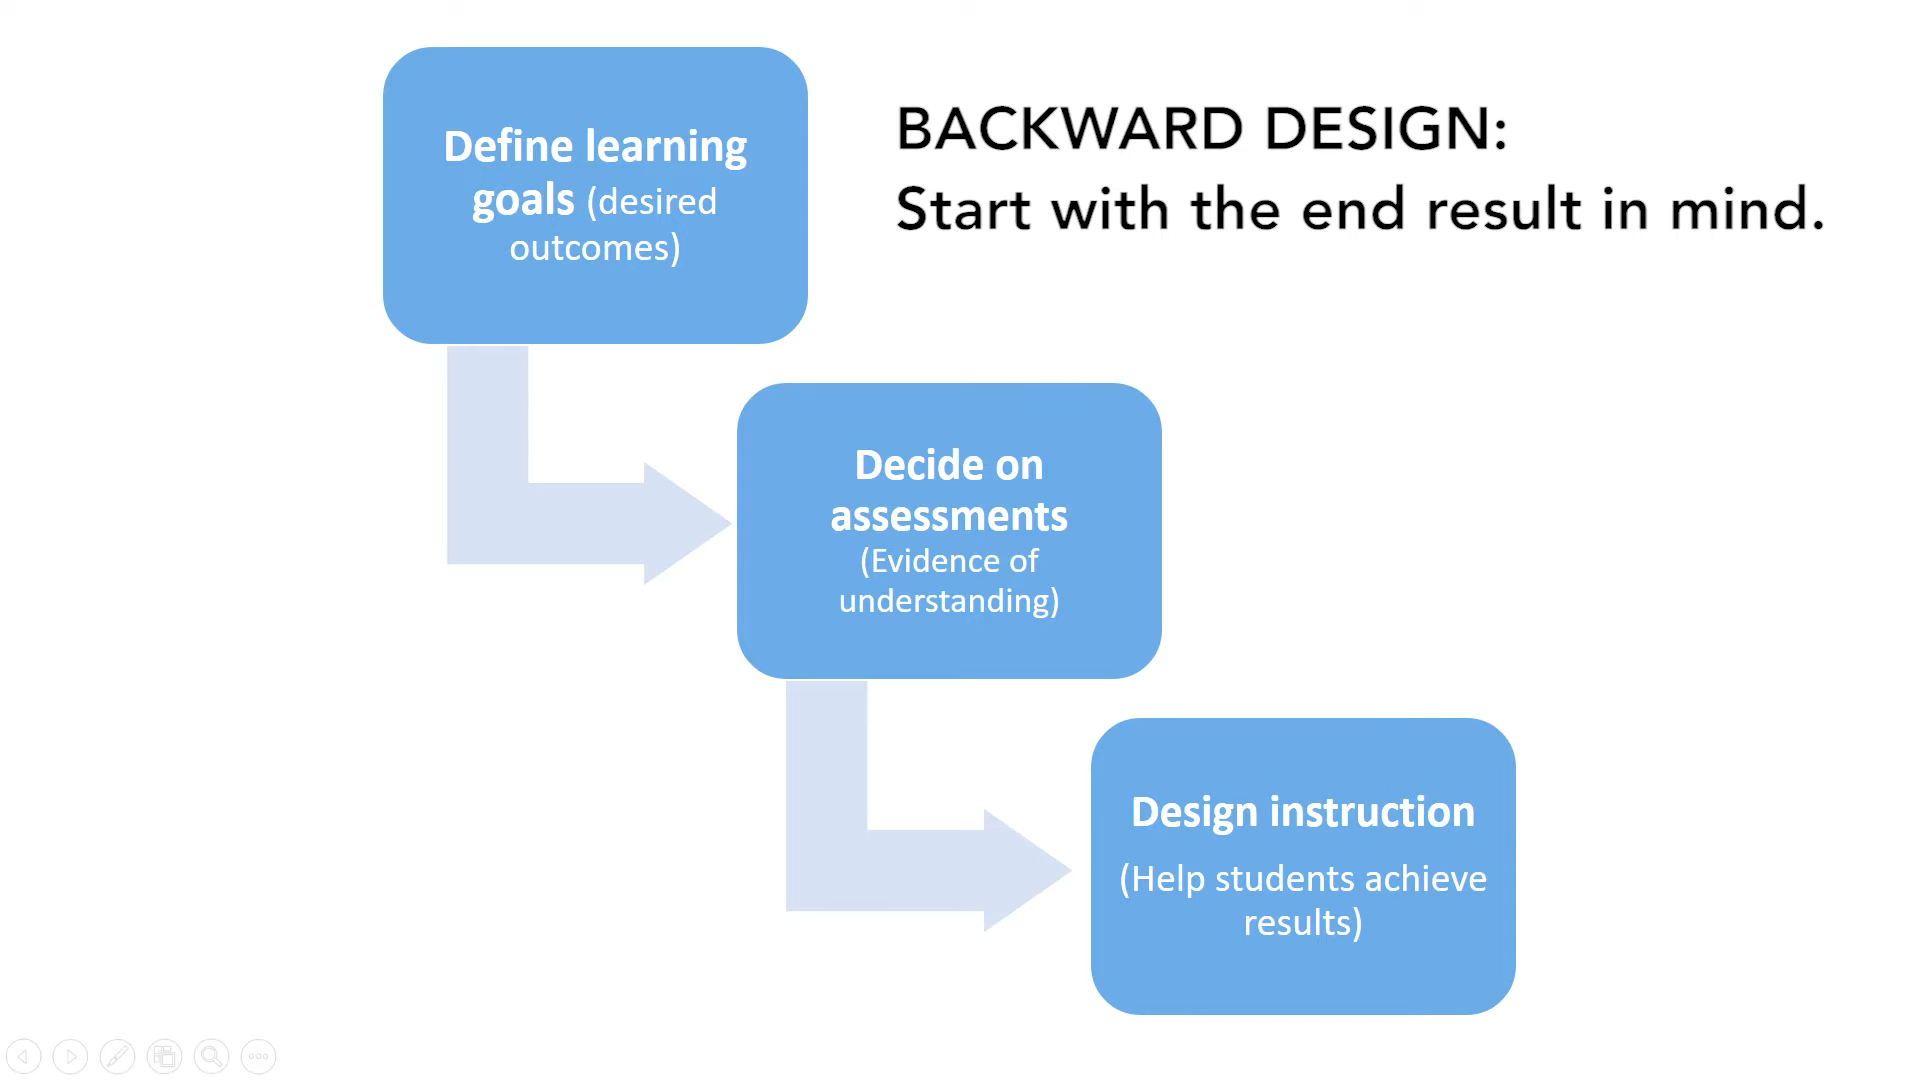 BACKWARD DESIGN:
Start with the end result in mind.
Define learning
goals (desired
outcomes)
Decide on
assessments
(Evidence of
understanding)
Design instruction
(Help students achieve
results)